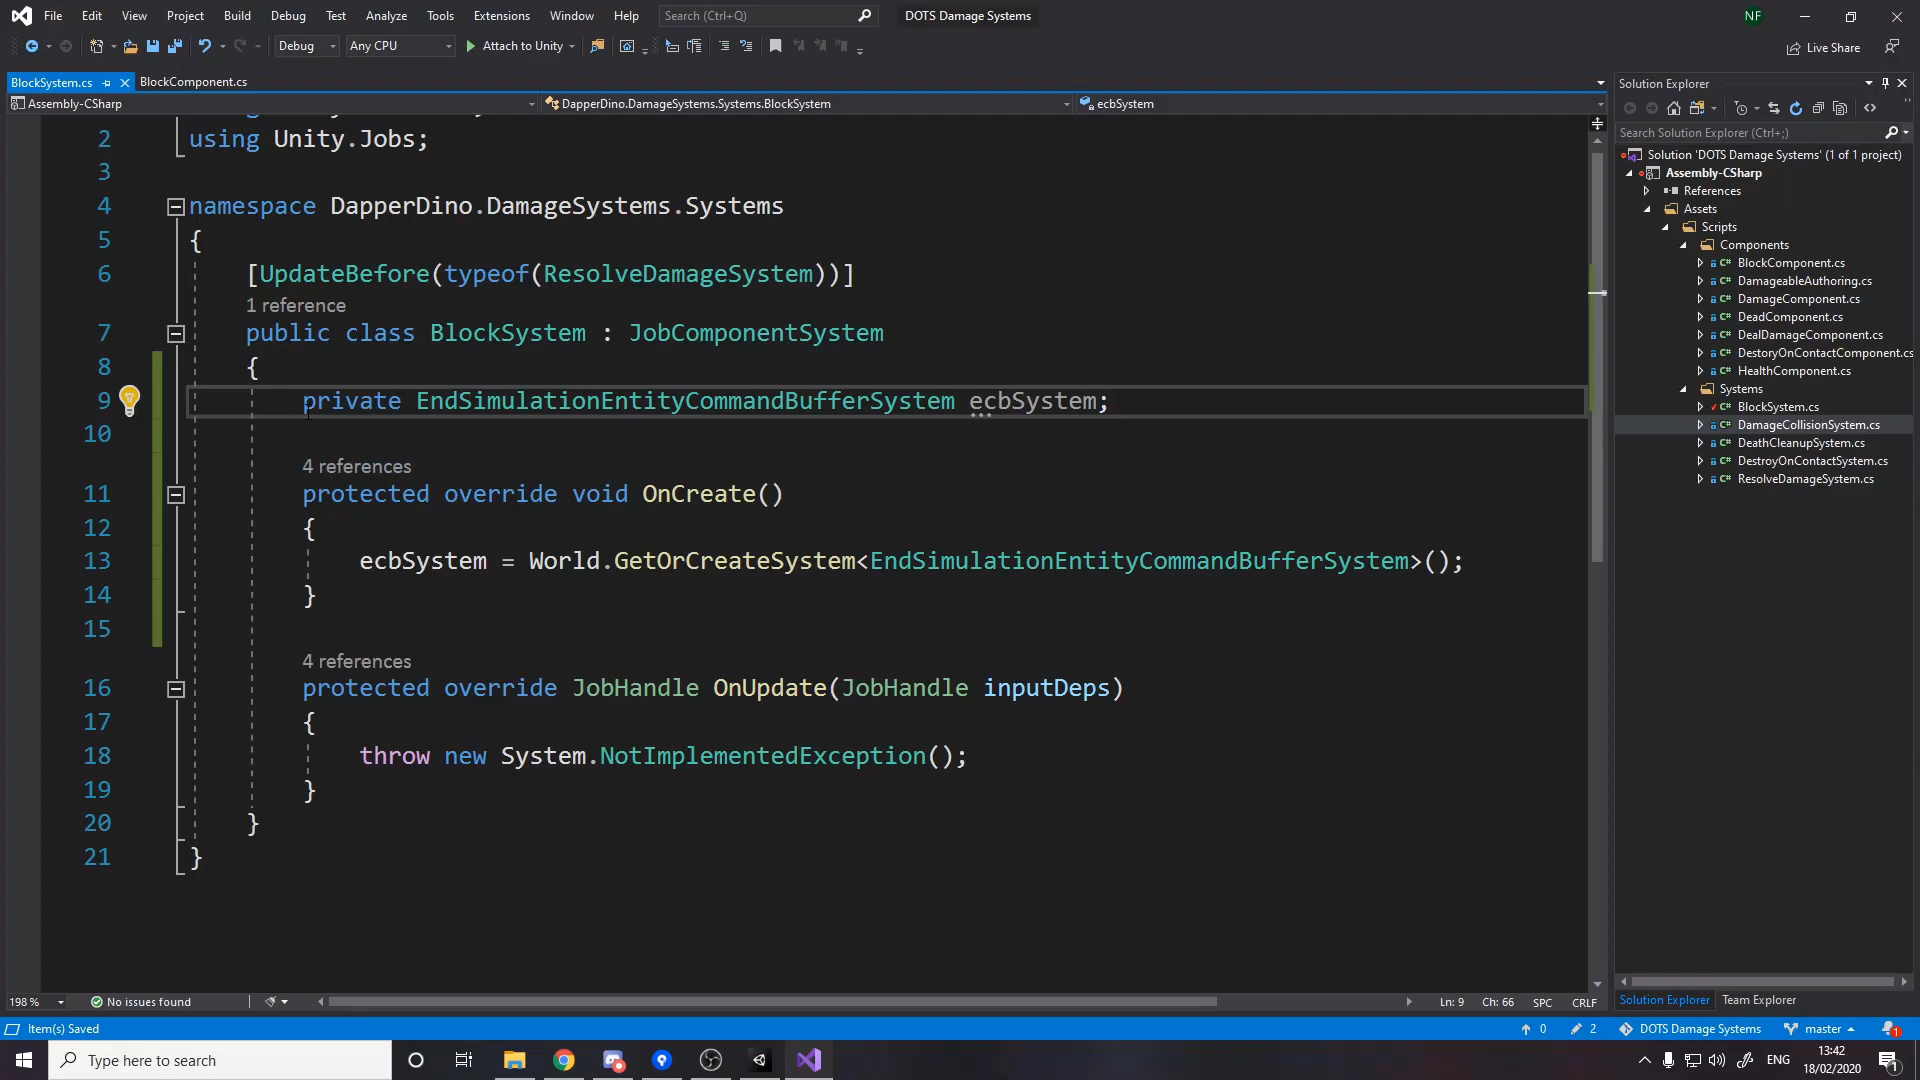 File Edit View Project Build Debug Test Analyze Tools Extensions Window Help Search (Ctrl+Q) DOTS Damage Systems NF
Debug Any CPU Attach to Unity Live Share
BlockSystem.cs BlockComponent.cs
Assembly-CSharp DapperDino.DamageSystems.Systems.BlockSystem ecbSystem
2 using Unity.Jobs;
3
4 namespace DapperDino.DamageSystems.Systems
5 {
6 [UpdateBefore(typeof(ResolveDamageSystem))]
1 reference
7 public class BlockSystem : JobComponentSystem
8 {
9 private EndSimulationEntityCommandBufferSystem ecbSystem;
10
4 references
11 protected override void OnCreate()
12 {
13 ecbSystem = World.GetOrCreateSystem<EndSimulationEntityCommandBufferSystem>();
14 }
15
4 references
16 protected override JobHandle OnUpdate(JobHandle inputDeps)
17 {
18 throw new System.NotImplementedException();
19 }
20 }
21 }
198 % No issues found Ln: 9 Ch: 66 SPC CRLF
Solution Explorer
Search Solution Explorer (Ctrl+;)
Solution 'DOTS Damage Systems' (1 of 1 project)
Assembly-CSharp
References
Assets
Scripts
Components
C# BlockComponent.cs
C# DamageableAuthoring.cs
C# DamageComponent.cs
C# DeadComponent.cs
C# DealDamageComponent.cs
C# DestoryOnContactComponent.cs
C# HealthComponent.cs
Systems
C# BlockSystem.cs
C# DamageCollisionSystem.cs
C# DeathCleanupSystem.cs
C# DestroyOnContactSystem.cs
C# ResolveDamageSystem.cs
Solution Explorer Team Explorer
Item(s) Saved 0 2 DOTS Damage Systems master 1
Type here to search ENG 13:42
18/02/2020 1